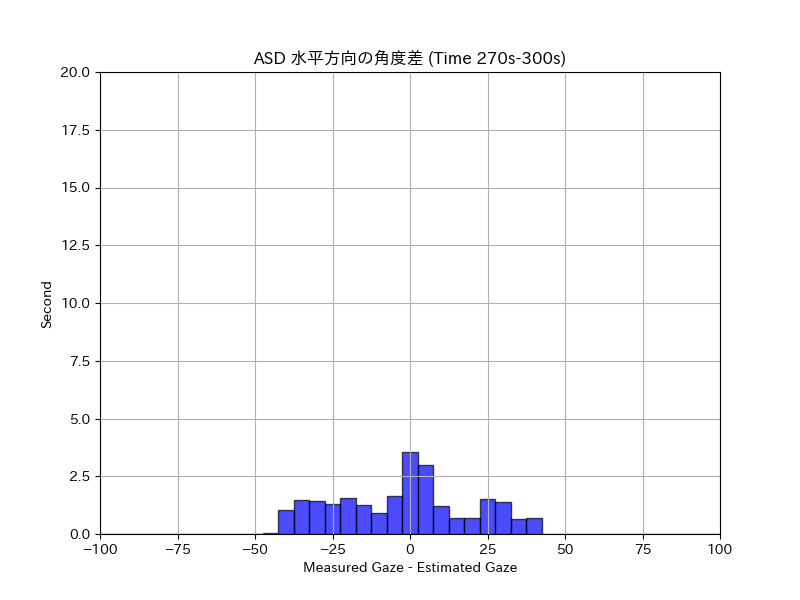 ASD 水平方向の角度差 (Time 270s-300s)
20.0
17.5
15.0
12.5
10.0
7.5
5.0
2.5
0.0
Second
−100 −75 −50 −25 0 25 50 75 100
Measured Gaze - Estimated Gaze